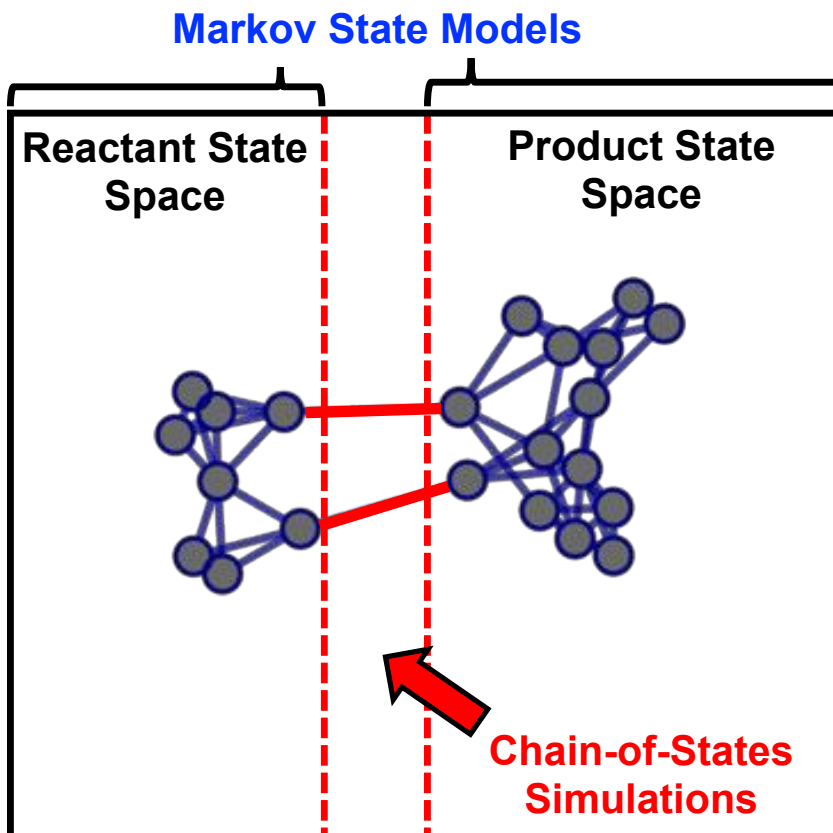 Markov State Models
Reactant State
Space
Product State
Space
Chain-of-States
Simulations